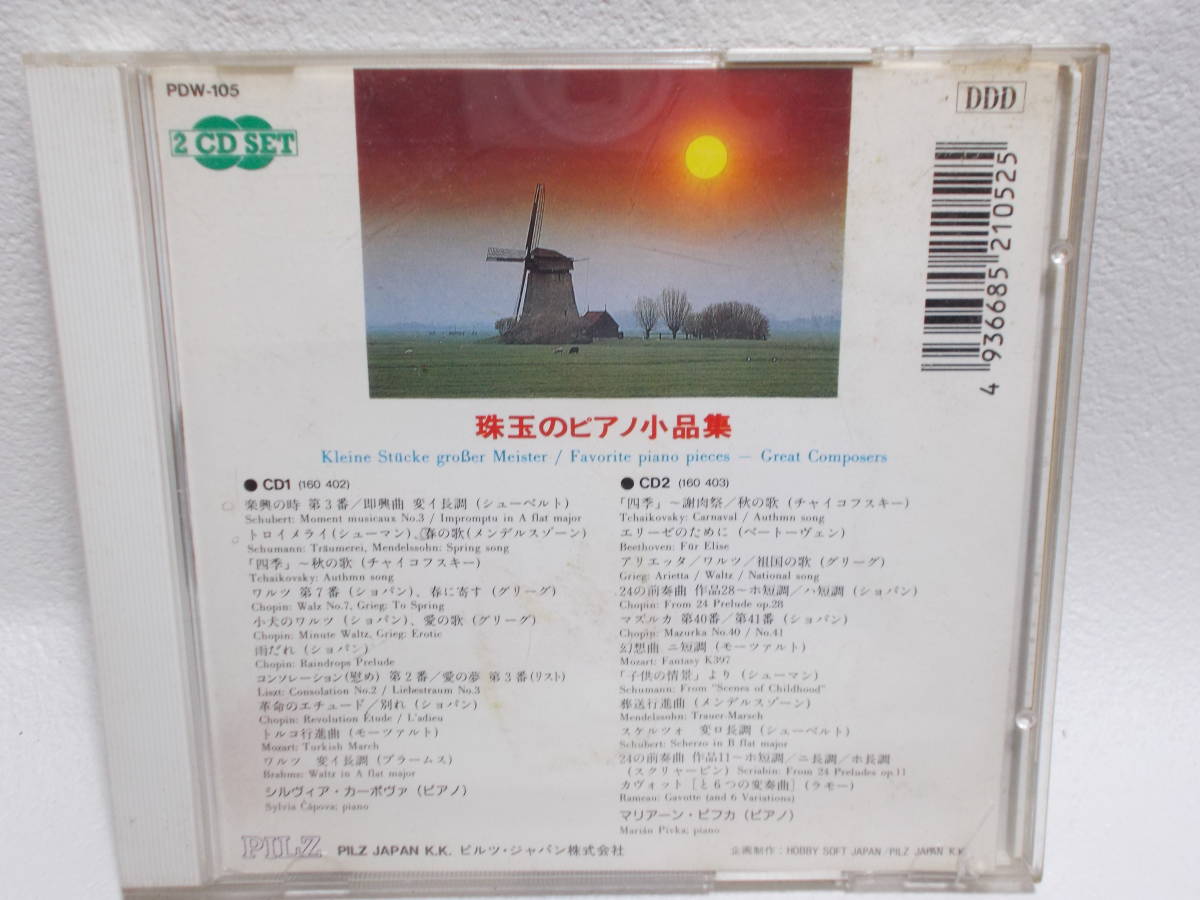 PDW-105
2 CD SET
DDD
4 936685 210525
珠玉のピアノ小品集
Kleine Stücke großer Meister / Favorite piano pieces — Great Composers
● CD1 (160 402)
楽興の時 第3番/即興曲 変イ長調 (シューベルト)
Schubert: Moment musicaux No.3 / Impromptu in A flat major
トロイメライ(シューマン)、春の歌(メンデルスゾーン)
Schumann: Träumerei, Mendelssohn: Spring song
「四季」〜秋の歌 (チャイコフスキー)
Tchaikovsky: Authmn song
ワルツ 第7番 (ショパン)、春に寄す (グリーグ)
Chopin: Walz No.7, Grieg: To Spring
小犬のワルツ (ショパン)、愛の歌 (グリーグ)
Chopin: Minute Waltz, Grieg: Erotic
雨だれ (ショパン)
Chopin: Raindrops Prelude
コンソレーション(慰め) 第2番/愛の夢 第3番(リスト)
Liszt: Consolation No.2 / Liebestraum No.3
革命のエチュード/別れ (ショパン)
Chopin: Revolution Etude / L'adieu
トルコ行進曲 (モーツァルト)
Mozart: Turkish March
ワルツ 変イ長調 (ブラームス)
Brahms: Waltz in A flat major
シルヴィア・カーポヴァ (ピアノ)
Sylvia Čápova; piano
● CD2 (160 403)
「四季」〜謝肉祭/秋の歌 (チャイコフスキー)
Tchaikovsky: Carnaval / Authmn song
エリーゼのために (ベートーヴェン)
Beethoven: Für Elise
アリエッタ/ワルツ/祖国の歌 (グリーグ)
Grieg: Arietta / Waltz / National song
24の前奏曲 作品28〜ホ短調/ハ短調 (ショパン)
Chopin: From 24 Prelude op.28
マズルカ 第40番/第41番 (ショパン)
Chopin: Mazurka No.40 / No.41
幻想曲 ニ短調 (モーツァルト)
Mozart: Fantasy K397
「子供の情景」より (シューマン)
Schumann: From "Scenes of Childhood"
葬送行進曲 (メンデルスゾーン)
Mendelssohn: Trauer-Marsch
スケルツォ 変ロ長調 (シューベルト)
Schubert: Scherzo in B flat major
24の前奏曲 作品11〜ホ短調/ニ長調/ホ長調
(スクリャービン) Scriabin: From 24 Preludes op.11
カヴォット [と6つの変奏曲] (ラモー)
Rameau: Gavotte (and 6 Variations)
マリアーン・ピフカ (ピアノ)
Marián Pivka; piano
PILZ PILZ JAPAN K.K. ピルツ・ジャパン株式会社
企画制作:HOBBY SOFT JAPAN/PILZ JAPAN K.K.